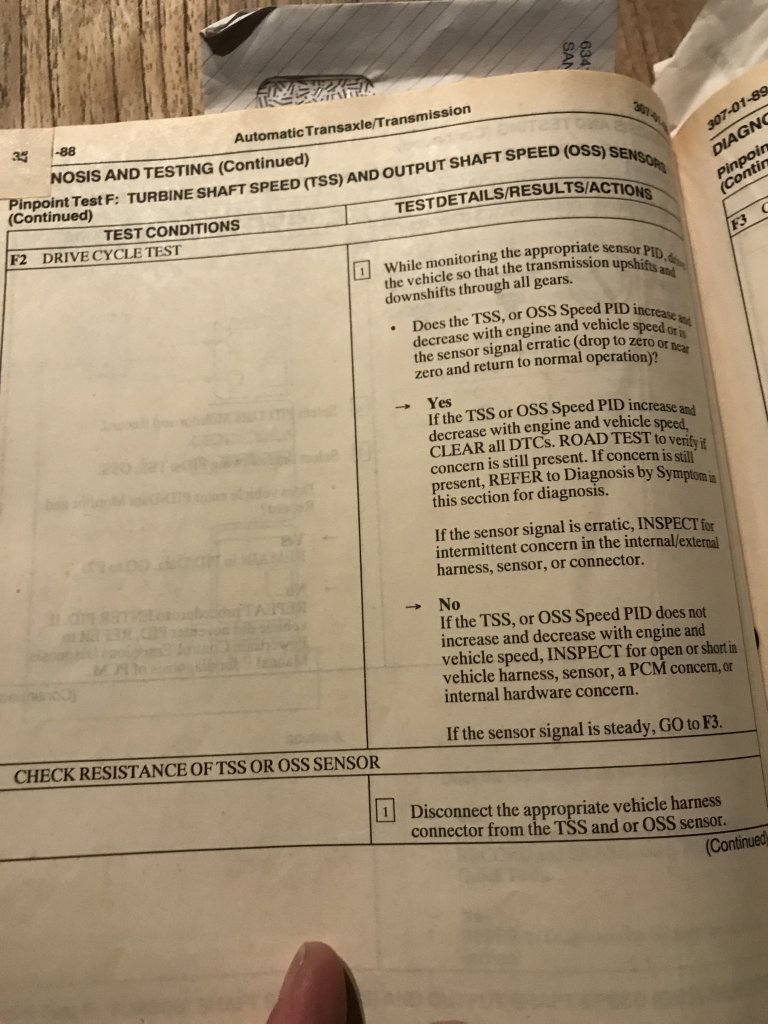 634
SAN
-88
Automatic Transaxle/Transmission
NOSIS AND TESTING (Continued)
Pinpoint Test F: TURBINE SHAFT SPEED (TSS) AND OUTPUT SHAFT SPEED (OSS) SENSORS
(Continued)
TEST CONDITIONS
TEST DETAILS/RESULTS/ACTIONS
F2 DRIVE CYCLE TEST
1 While monitoring the appropriate sensor PID, drive
the vehicle so that the transmission upshifts and
downshifts through all gears.
• Does the TSS, or OSS Speed PID increase and
decrease with engine and vehicle speed or is
the sensor signal erratic (drop to zero or near
zero and return to normal operation)?
→ Yes
If the TSS or OSS Speed PID increase and
decrease with engine and vehicle speed,
CLEAR all DTCs. ROAD TEST to verify if
concern is still present. If concern is still
present, REFER to Diagnosis by Symptom in
this section for diagnosis.
If the sensor signal is erratic, INSPECT for
intermittent concern in the internal/external
harness, sensor, or connector.
→ No
If the TSS, or OSS Speed PID does not
increase and decrease with engine and
vehicle speed, INSPECT for open or short in
vehicle harness, sensor, a PCM concern, or
internal hardware concern.
If the sensor signal is steady, GO to F3.
CHECK RESISTANCE OF TSS OR OSS SENSOR
1 Disconnect the appropriate vehicle harness
connector from the TSS and or OSS sensor.
(Continued)
307-01-89
DIAGNO
Pinpoin
(Contin
F3 C